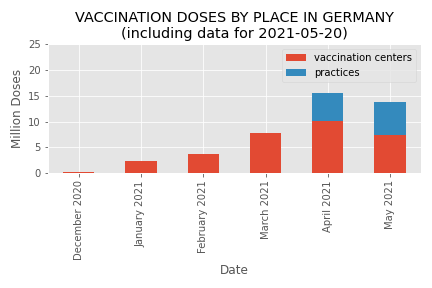 VACCINATION DOSES BY PLACE IN GERMANY
(including data for 2021-05-20)
Million Doses
25
20
15
10
5
0
vaccination centers
practices
December 2020
January 2021
February 2021
March 2021
April 2021
May 2021
Date